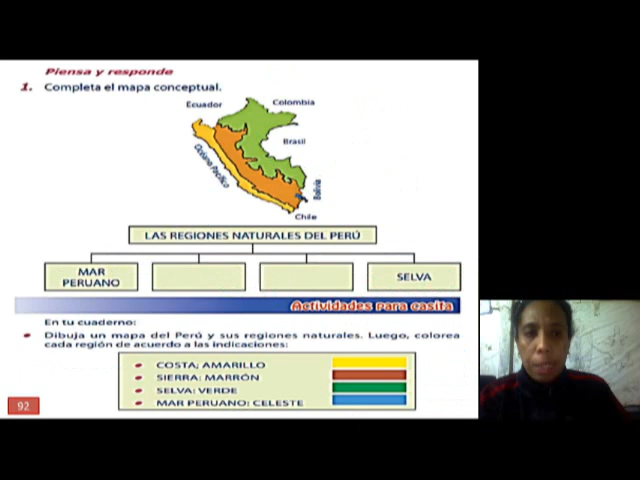 Piensa y responde
1. Completa el mapa conceptual.
Ecuador
Colombia
Brasil
Océano Pacífico
Bolivia
Chile
LAS REGIONES NATURALES DEL PERÚ
MAR PERUANO
SELVA
Actividades para casita
En tu cuaderno:
Dibuja un mapa del Perú y sus regiones naturales. Luego, colorea
cada región de acuerdo a las indicaciones:
COSTA: AMARILLO
SIERRA: MARRÓN
SELVA: VERDE
MAR PERUANO: CELESTE
92